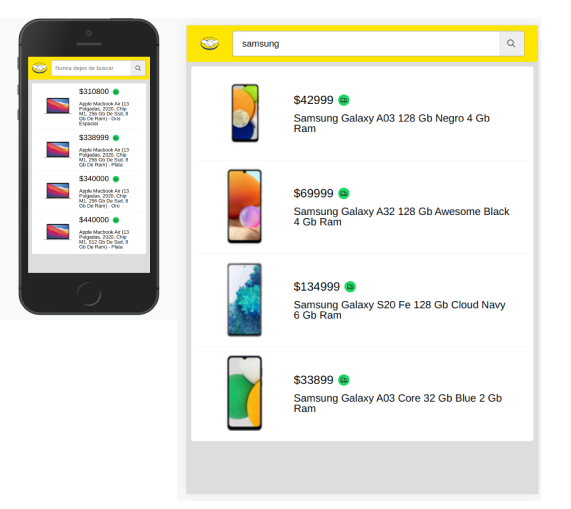 Nunca dejes de buscar
$310800
Apple Macbook Air (13
Pulgadas, 2020, Chip
M1, 256 Gb De Ssd, 8
Gb De Ram) - Gris
Espacial
$338999
Apple Macbook Air (13
Pulgadas, 2020, Chip
M1, 256 Gb De Ssd, 8
Gb De Ram) - Plata
$340000
Apple Macbook Air (13
Pulgadas, 2020, Chip
M1, 256 Gb De Ssd, 8
Gb De Ram) - Oro
$440000
Apple Macbook Air (13
Pulgadas, 2020, Chip
M1, 512 Gb De Ssd, 8
Gb De Ram) - Plata
samsung
$42999
Samsung Galaxy A03 128 Gb Negro 4 Gb
Ram
$69999
Samsung Galaxy A32 128 Gb Awesome Black
4 Gb Ram
$134999
Samsung Galaxy S20 Fe 128 Gb Cloud Navy
6 Gb Ram
$33899
Samsung Galaxy A03 Core 32 Gb Blue 2 Gb
Ram